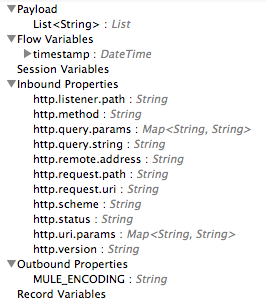 Payload
List<String> : List
Flow Variables
timestamp : DateTime
Session Variables
Inbound Properties
http.listener.path : String
http.method : String
http.query.params : Map<String, String>
http.query.string : String
http.remote.address : String
http.request.path : String
http.request.uri : String
http.scheme : String
http.status : String
http.uri.params : Map<String, String>
http.version : String
Outbound Properties
MULE_ENCODING : String
Record Variables